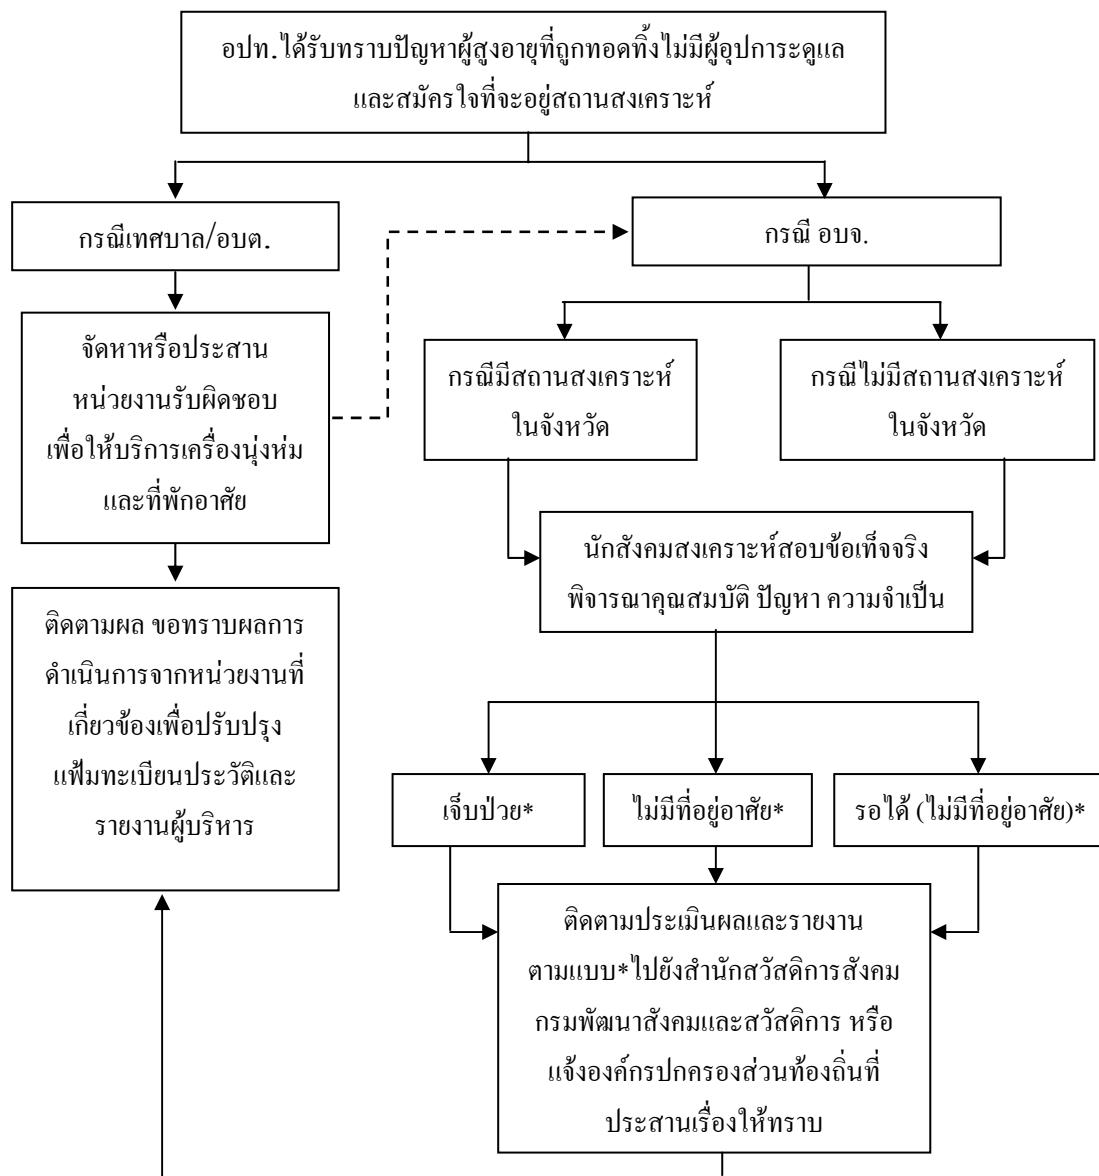 อปท. ได้รับทราบปัญหาผู้สูงอายุที่ถูกทอดทิ้งไม่มีผู้อุปการะดูแล
และสมัครใจที่จะอยู่สถานสงเคราะห์
กรณีเทศบาล/อบต.
กรณี อบจ.
จัดหาหรือประสาน
หน่วยงานรับผิดชอบ
เพื่อให้บริการเครื่องนุ่งห่ม
และที่พักอาศัย
กรณีมีสถานสงเคราะห์
ในจังหวัด
กรณีไม่มีสถานสงเคราะห์
ในจังหวัด
นักสังคมสงเคราะห์สอบข้อเท็จจริง
พิจารณาคุณสมบัติ ปัญหา ความจำเป็น
ติดตามผล ขอทราบผลการ
ดำเนินการจากหน่วยงานที่
เกี่ยวข้องเพื่อปรับปรุง
แฟ้มทะเบียนประวัติและ
รายงานผู้บริหาร
เจ็บป่วย*
ไม่มีที่อยู่อาศัย*
รอได้ (ไม่มีที่อยู่อาศัย)*
ติดตามประเมินผลและรายงาน
ตามแบบ*ไปยังสำนักสวัสดิการสังคม
กรมพัฒนาสังคมและสวัสดิการ หรือ
แจ้งองค์กรปกครองส่วนท้องถิ่นที่
ประสานเรื่องให้ทราบ